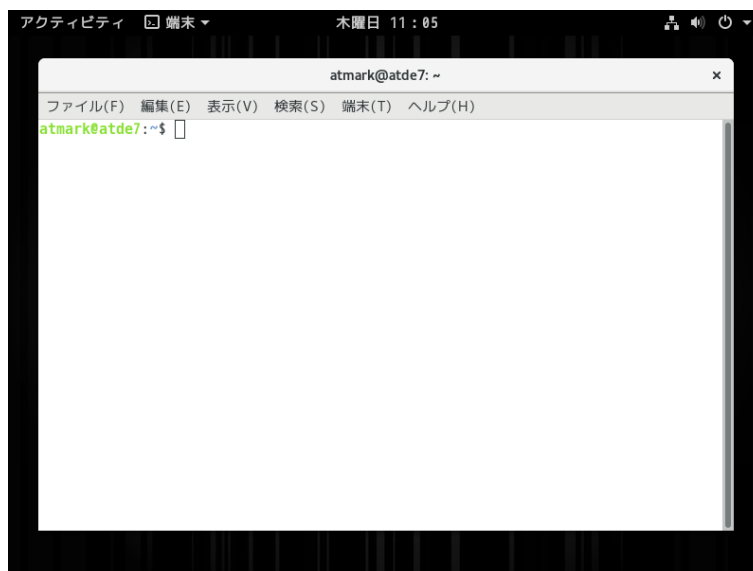 アクティビティ 端末 木曜日 11：05
atmark@atde7: ~
ファイル(F) 編集(E) 表示(V) 検索(S) 端末(T) ヘルプ(H)
atmark@atde7:~$